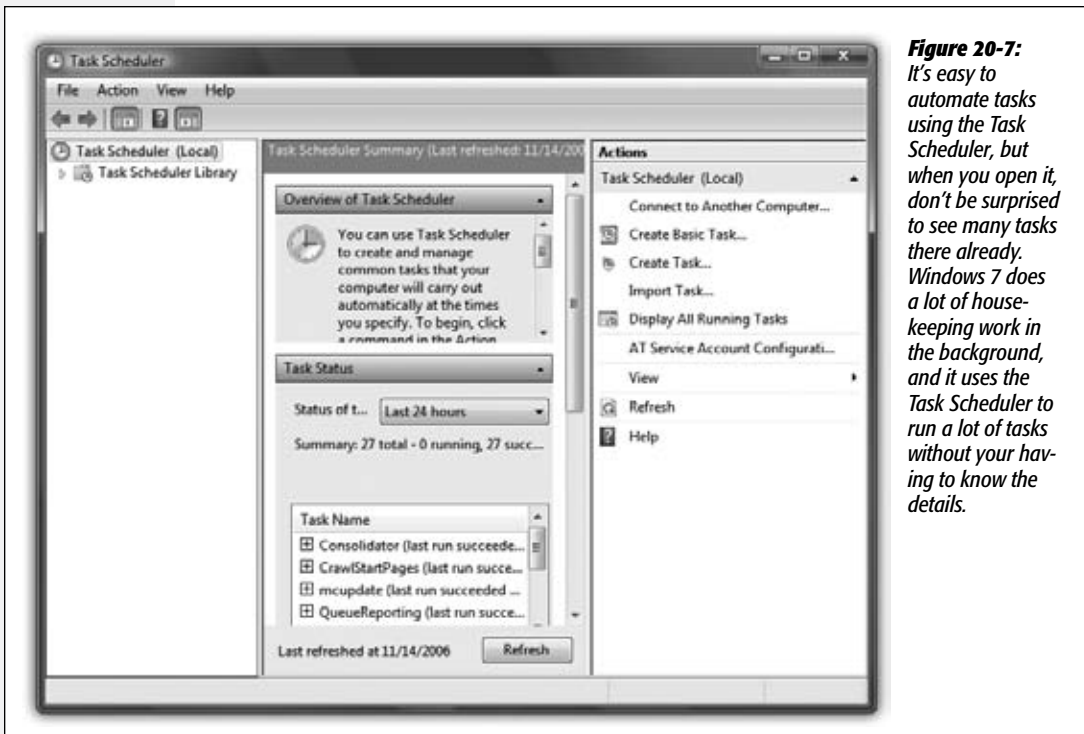 Task Scheduler
File Action View Help
Task Scheduler (Local)
Task Scheduler Library
Task Scheduler Summary (Last refreshed: 11/14/200
Overview of Task Scheduler
You can use Task Scheduler
to create and manage
common tasks that your
computer will carry out
automatically at the times
you specify. To begin, click
a command in the Action
Task Status
Status of t... Last 24 hours
Summary: 27 total - 0 running, 27 succ...
Task Name
Consolidator (last run succeede...
CrawlStartPages (last run succe...
mcupdate (last run succeeded ...
QueueReporting (last run succe...
Last refreshed at 11/14/2006 Refresh
Actions
Task Scheduler (Local)
Connect to Another Computer...
Create Basic Task...
Create Task...
Import Task...
Display All Running Tasks
AT Service Account Configurati...
View
Refresh
Help
Figure 20-7:
It's easy to
automate tasks
using the Task
Scheduler, but
when you open it,
don't be surprised
to see many tasks
there already.
Windows 7 does
a lot of house-
keeping work in
the background,
and it uses the
Task Scheduler to
run a lot of tasks
without your hav-
ing to know the
details.